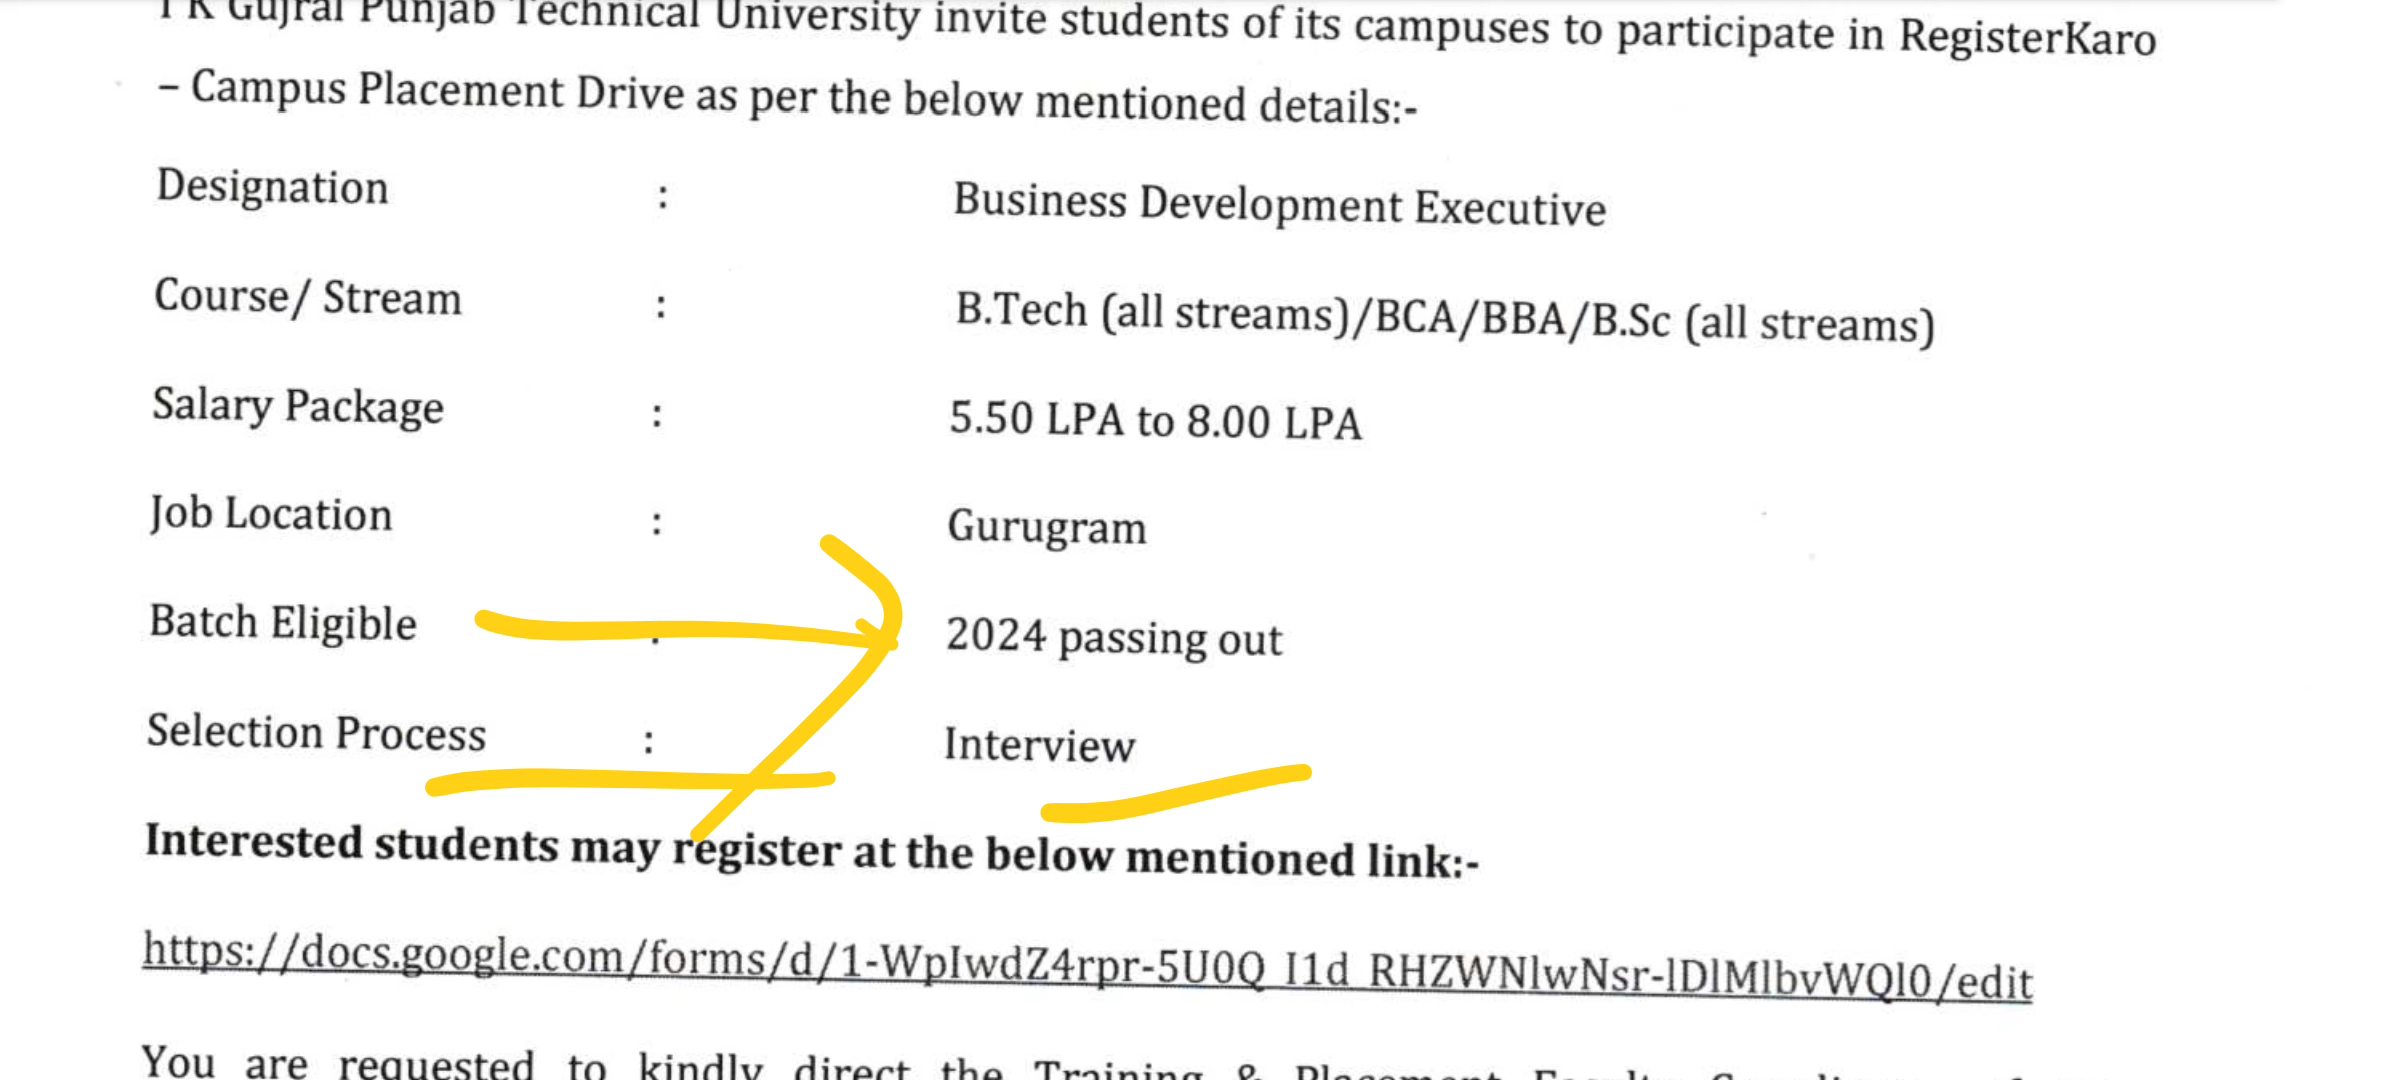 I K Gujral Punjab Technical University invite students of its campuses to participate in RegisterKaro
– Campus Placement Drive as per the below mentioned details:-
Designation : Business Development Executive
Course/ Stream : B.Tech (all streams)/BCA/BBA/B.Sc (all streams)
Salary Package : 5.50 LPA to 8.00 LPA
Job Location : Gurugram
Batch Eligible : 2024 passing out
Selection Process : Interview
Interested students may register at the below mentioned link:-
https://docs.google.com/forms/d/1-WpIwdZ4rpr-5U0Q_I1d_RHZWNlwNsr-lDlMlbvWQl0/edit
You are requested to kindly direct the Training & Placement Faculty